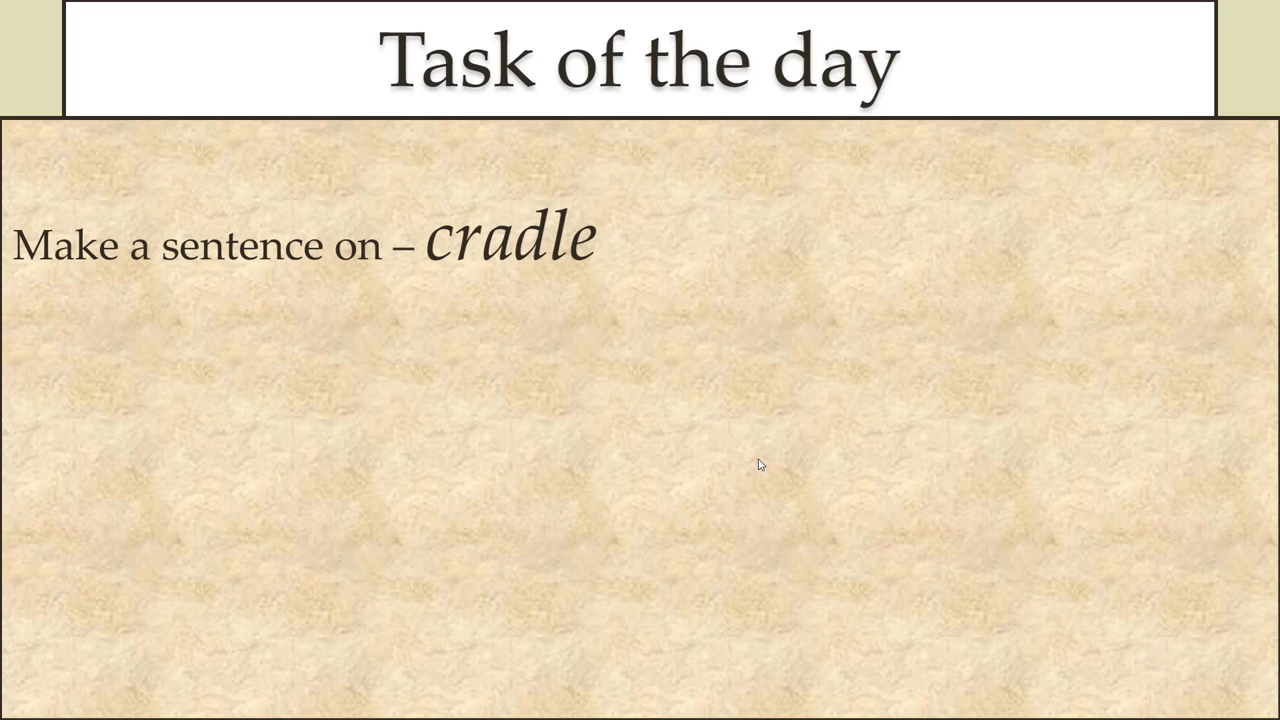 Task of the day
Make a sentence on – cradle